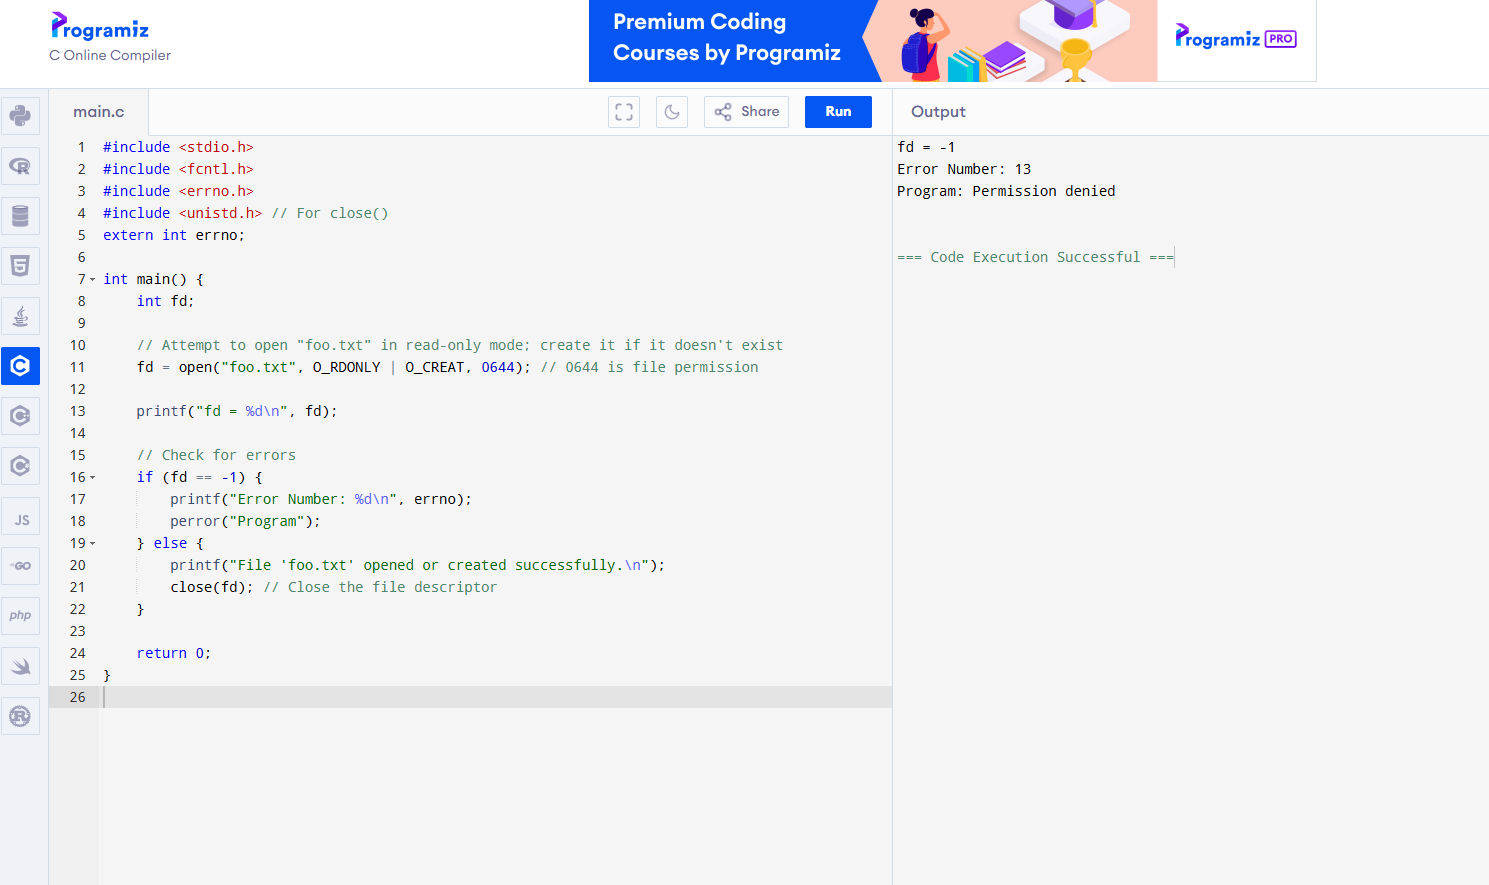 Programiz
C Online Compiler
Premium Coding
Courses by Programiz
Programiz PRO
main.c
Share
Run
Output
1 #include <stdio.h>
2 #include <fcntl.h>
3 #include <errno.h>
4 #include <unistd.h> // For close()
5 extern int errno;
6
7 int main() {
8     int fd;
9
10     // Attempt to open "foo.txt" in read-only mode; create it if it doesn't exist
11     fd = open("foo.txt", O_RDONLY | O_CREAT, 0644); // 0644 is file permission
12
13     printf("fd = %d\n", fd);
14
15     // Check for errors
16     if (fd == -1) {
17         printf("Error Number: %d\n", errno);
18         perror("Program");
19     } else {
20         printf("File 'foo.txt' opened or created successfully.\n");
21         close(fd); // Close the file descriptor
22     }
23
24     return 0;
25 }
26
fd = -1
Error Number: 13
Program: Permission denied
=== Code Execution Successful ===
R
5
C
C
C
JS
GO
php
R